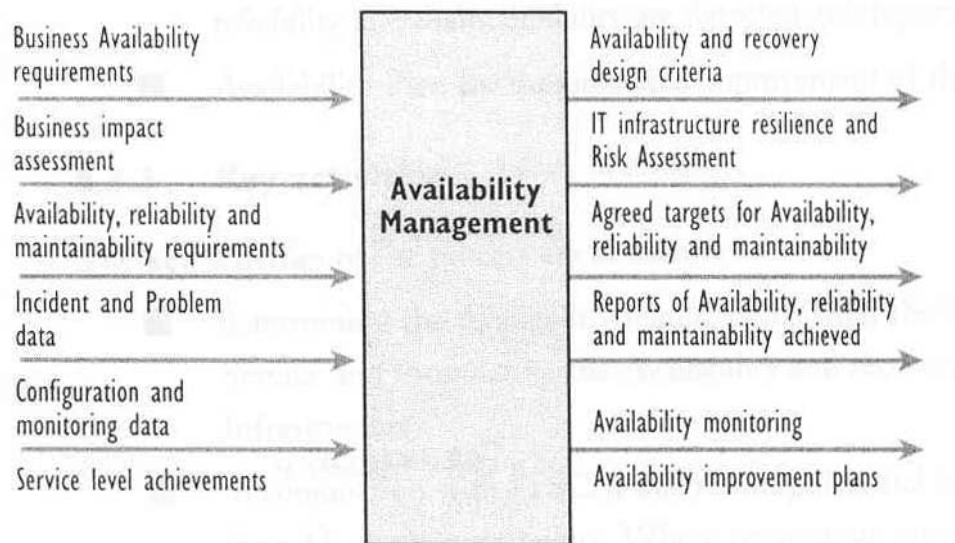 Business Availability
requirements
Business impact
assessment
Availability, reliability and
maintainability requirements
Incident and Problem
data
Configuration and
monitoring data
Service level achievements
Availability
Management
Availability and recovery
design criteria
IT infrastructure resilience and
Risk Assessment
Agreed targets for Availability,
reliability and maintainability
Reports of Availability, reliability
and maintainability achieved
Availability monitoring
Availability improvement plans